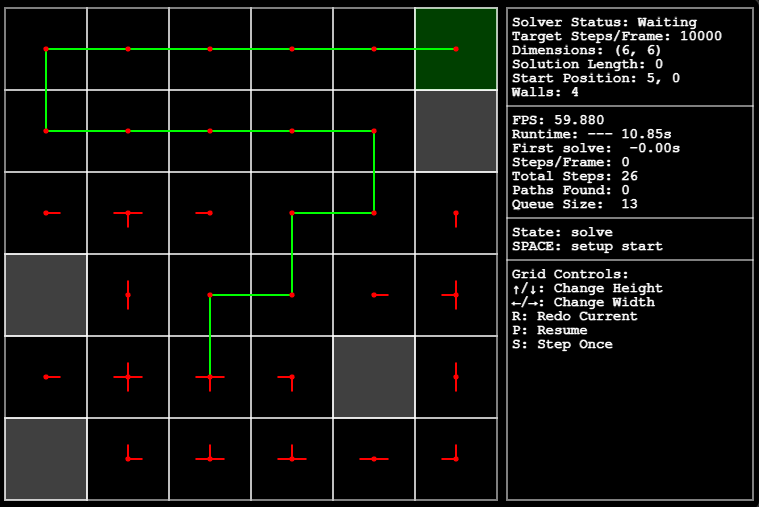 Solver Status: Waiting
Target Steps/Frame: 10000
Dimensions: (6, 6)
Solution Length: 0
Start Position: 5, 0
Walls: 4
FPS: 59.880
Runtime: --- 10.85s
First solve:  -0.00s
Steps/Frame: 0
Total Steps: 26
Paths Found: 0
Queue Size:  13
State: solve
SPACE: setup start
Grid Controls:
↑/↓: Change Height
←/→: Change Width
R: Redo Current
P: Resume
S: Step Once